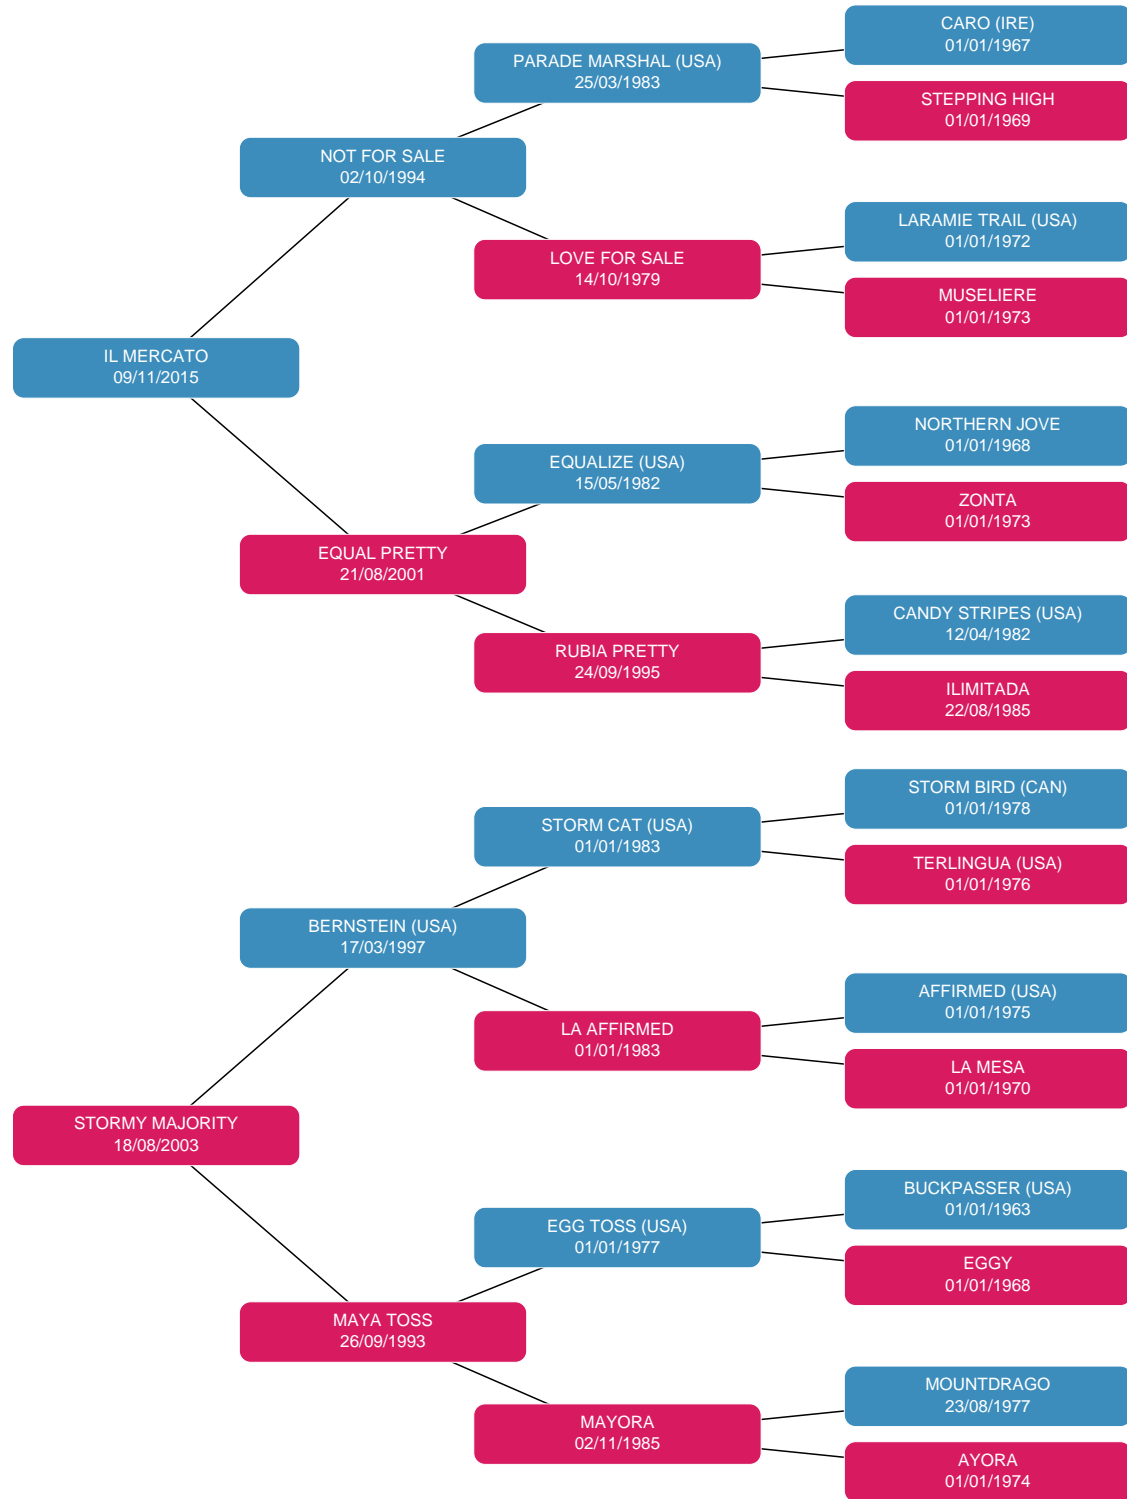 CARO (IRE)
01/01/1967
PARADE MARSHAL (USA)
25/03/1983
STEPPING HIGH
01/01/1969
NOT FOR SALE
02/10/1994
LARAMIE TRAIL (USA)
01/01/1972
LOVE FOR SALE
14/10/1979
MUSELIERE
01/01/1973
IL MERCATO
09/11/2015
NORTHERN JOVE
01/01/1968
EQUALIZE (USA)
15/05/1982
ZONTA
01/01/1973
EQUAL PRETTY
21/08/2001
CANDY STRIPES (USA)
12/04/1982
RUBIA PRETTY
24/09/1995
ILIMITADA
22/08/1985
STORM BIRD (CAN)
01/01/1978
STORM CAT (USA)
01/01/1983
TERLINGUA (USA)
01/01/1976
BERNSTEIN (USA)
17/03/1997
AFFIRMED (USA)
01/01/1975
LA AFFIRMED
01/01/1983
LA MESA
01/01/1970
STORMY MAJORITY
18/08/2003
BUCKPASSER (USA)
01/01/1963
EGG TOSS (USA)
01/01/1977
EGGY
01/01/1968
MAYA TOSS
26/09/1993
MOUNTDRAGO
23/08/1977
MAYORA
02/11/1985
AYORA
01/01/1974